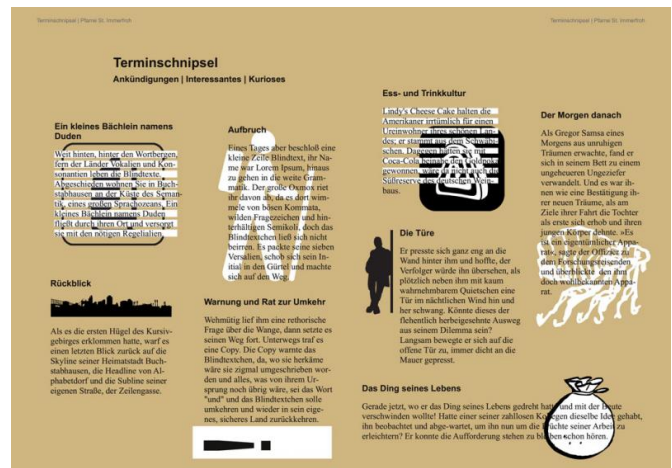 Terminschnipsel | Pfarre St. Immerfroh
Terminschnipsel | Pfarre St. Immerfroh
Terminschnipsel
Ankündigungen | Interessantes | Kurioses
Ein kleines Bächlein namens
Duden
Weit hinten, hinter den Wortbergen,
fern der Länder Vokalien und Kon-
sonantien leben die Blindtexte.
Abgeschieden wohnen Sie in Buch-
stabhausen an der Küste des Seman-
tik, eines großen Sprachozeans. Ein
kleines Bächlein namens Duden
fließt durch ihren Ort und versorgt
sie mit den nötigen Regelialien.
Rückblick
Als es die ersten Hügel des Kursiv-
gebirges erklommen hatte, warf es
einen letzten Blick zurück auf die
Skyline seiner Heimatstadt Buch-
stabhausen, die Headline von Al-
phabetdorf und die Subline seiner
eigenen Straße, der Zeilengasse.
Aufbruch
Eines Tages aber beschloß eine
kleine Zeile Blindtext, ihr Na-
me war Lorem Ipsum, hinaus
zu gehen in die weite Gram-
matik. Der große Oxmox riet
ihr davon ab, da es dort wim-
mele von bösen Kommata,
wilden Fragezeichen und hin-
terhältigen Semikoli, doch das
Blindtextchen ließ sich nicht
beirren. Es packte seine sieben
Versalien, schob sich sein In-
itial in den Gürtel und machte
sich auf den Weg.
Warnung und Rat zur Umkehr
Wehmütig lief ihm eine rethorische
Frage über die Wange, dann setzte es
seinen Weg fort. Unterwegs traf es
eine Copy. Die Copy warnte das
Blindtextchen, da, wo sie herkäme
wäre sie zigmal umgeschrieben wor-
den und alles, was von ihrem Ur-
sprung noch übrig wäre, sei das Wort
"und" und das Blindtextchen solle
umkehren und wieder in sein eige-
nes, sicheres Land zurückkehren.
Ess- und Trinkkultur
Lindy's Cheese Cake halten die
Amerikaner irrtümlich für einen
Ureinwohner ihres schönen Lan-
des; er stammt aus dem Schwäbi-
schen. Dagegen hätten sie mit
Coca-Cola beinahe den Goldpokal
gewonnen, wäre da nicht auch die
Süßreserve des deutschen Wein-
baus.
Die Türe
Er presste sich ganz eng an die
Wand hinter ihm und hoffte, der
Verfolger würde ihn übersehen, als
plötzlich neben ihm mit kaum
wahrnehmbarem Quietschen eine
Tür im nächtlichen Wind hin und
her schwang. Könnte dieses der
flehentlich herbeigesehnte Ausweg
aus seinem Dilemma sein?
Langsam bewegte er sich auf die
offene Tür zu, immer dicht an die
Mauer gepresst.
Der Morgen danach
Als Gregor Samsa eines
Morgens aus unruhigen
Träumen erwachte, fand er
sich in seinem Bett zu einem
ungeheueren Ungeziefer
verwandelt. Und es war ih-
nen wie eine Bestätigung ih-
rer neuen Träume, als am
Ziele ihrer Fahrt die Tochter
als erste sich erhob und ihren
jungen Körper dehnte. »Es
ist ein eigentümlicher Appa-
rat«, sagte der Offizier zu
dem Forschungsreisenden
und überblickte den ihm
doch wohlbekannten Appa-
rat.
Das Ding seines Lebens
Gerade jetzt, wo er das Ding seines Lebens gedreht hatte und mit der Beute
verschwinden wollte! Hatte einer seiner zahllosen Kollegen dieselbe Idee gehabt,
ihn beobachtet und abge-wartet, um ihn nun um die Früchte seiner Arbeit zu
erleichtern? Er konnte die Aufforderung stehen zu bleiben schon hören.